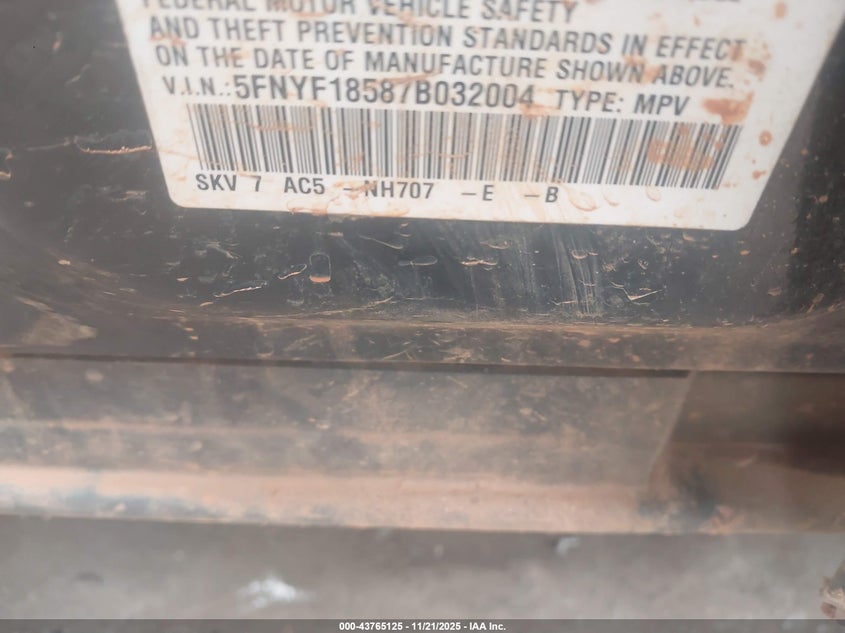 FEDERAL MOTOR VEHICLE SAFETY
AND THEFT PREVENTION STANDARDS IN EFFECT
ON THE DATE OF MANUFACTURE SHOWN ABOVE.
V.I.N.:5FNYF18587B032004 TYPE: MPV
SKV 7 AC5 -NH707 -E -B
000-43765125 - 11/21/2025 - IAA Inc.